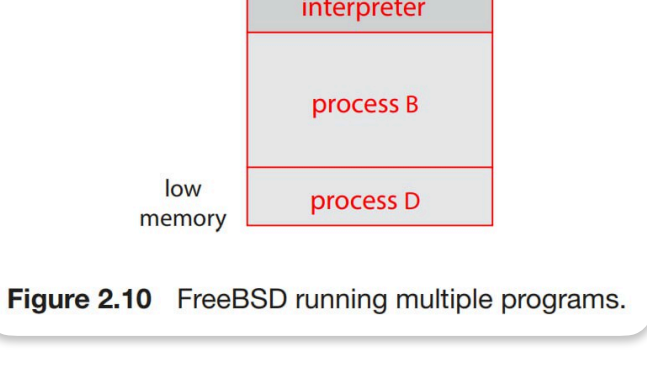 interpreter
process B
low
memory
process D
Figure 2.10 FreeBSD running multiple programs.